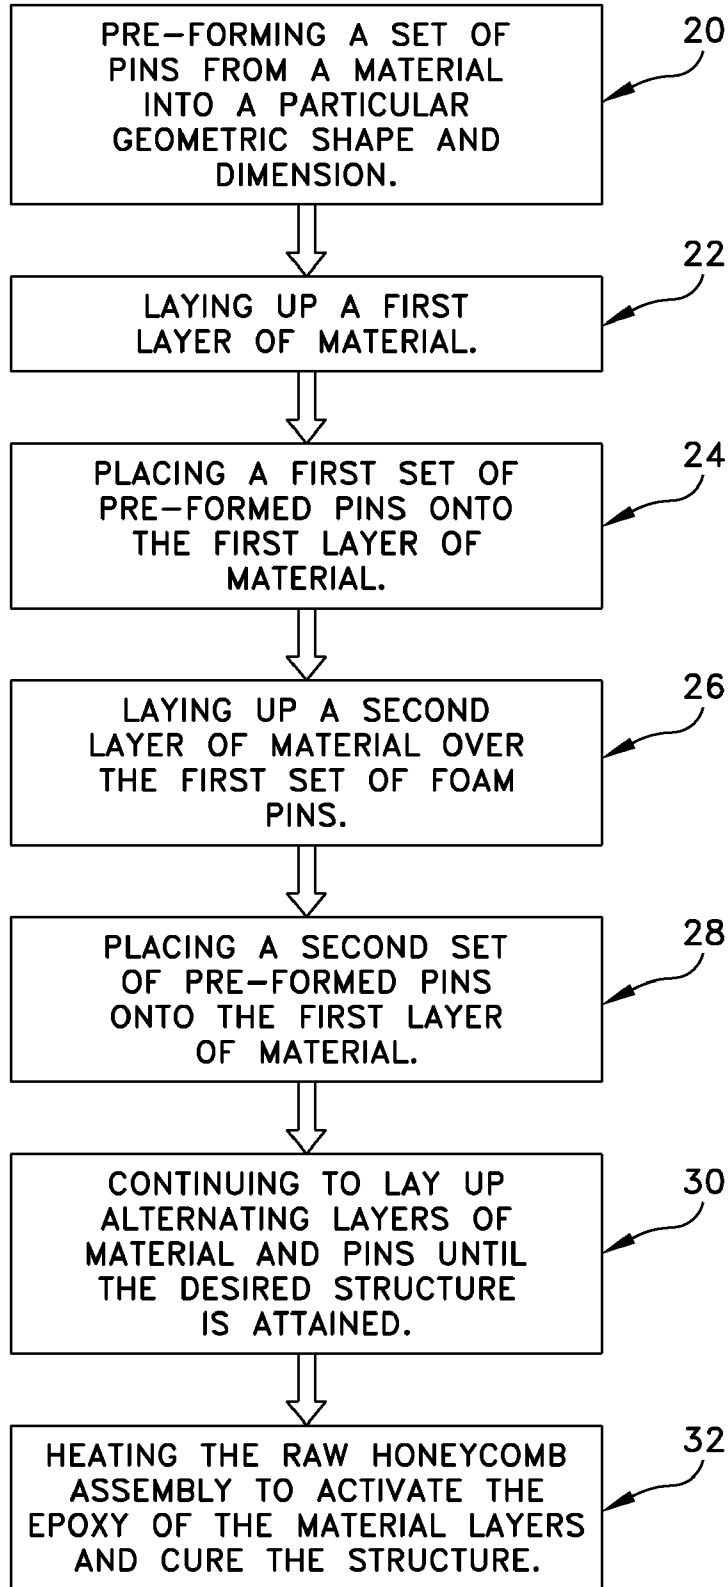 PRE-FORMING A SET OF
PINS FROM A MATERIAL
INTO A PARTICULAR
GEOMETRIC SHAPE AND
DIMENSION.
20
LAYING UP A FIRST
LAYER OF MATERIAL.
22
PLACING A FIRST SET OF
PRE-FORMED PINS ONTO
THE FIRST LAYER OF
MATERIAL.
24
LAYING UP A SECOND
LAYER OF MATERIAL OVER
THE FIRST SET OF FOAM
PINS.
26
PLACING A SECOND SET
OF PRE-FORMED PINS
ONTO THE FIRST LAYER
OF MATERIAL.
28
CONTINUING TO LAY UP
ALTERNATING LAYERS OF
MATERIAL AND PINS UNTIL
THE DESIRED STRUCTURE
IS ATTAINED.
30
HEATING THE RAW HONEYCOMB
ASSEMBLY TO ACTIVATE THE
EPOXY OF THE MATERIAL LAYERS
AND CURE THE STRUCTURE.
32